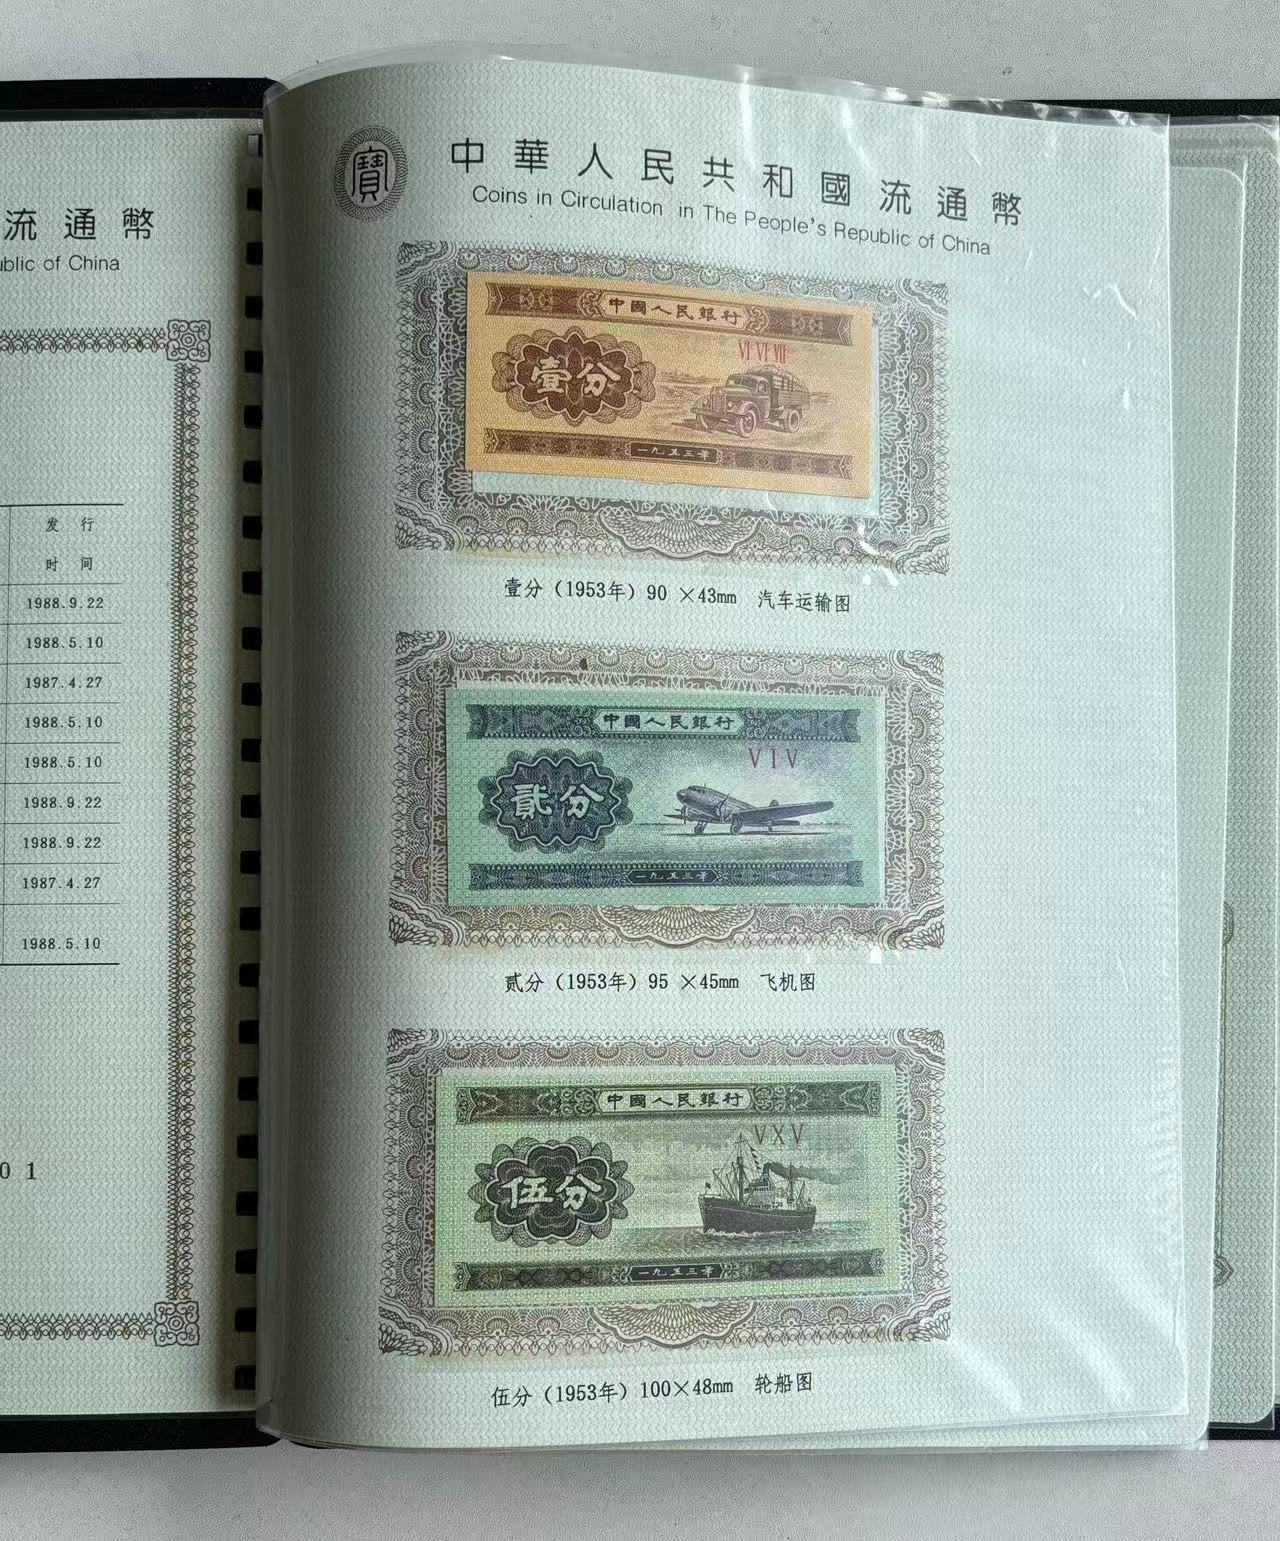 流通幣
ublic of China
发行
时间
1988.9.22
1988.5.10
1987.4.27
1988.5.10
1988.5.10
1988.9.22
1988.9.22
1987.4.27
1988.5.10
01
寶
中華人民共和國流通幣
Coins in Circulation in The People's Republic of China
中國人民銀行
VI VI VII
壹分
一九五三年
壹分（1953年）90 ×43mm 汽车运输图
中國人民銀行
V I V
貳分
一九五三年
贰分（1953年）95 ×45mm 飞机图
中國人民銀行
V X V
伍分
一九五三年
伍分（1953年）100×48mm 轮船图